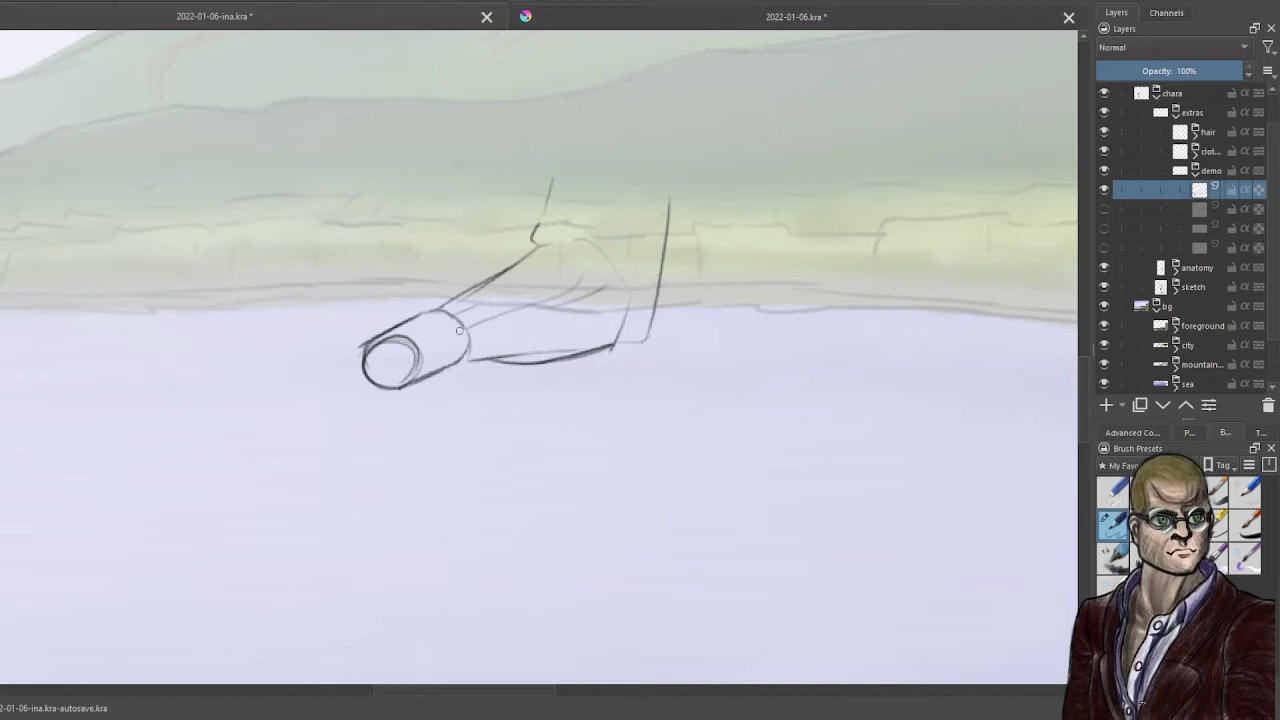 2022-01-06-ina.kra *
2022-01-06.kra *
Layers
Channels
Layers
Normal
Opacity: 100%
chara
extras
hair
clot...
demo
anatomy
sketch
bg
foreground
city
mountain...
sea
Advanced Co...
P...
B...
T...
Brush Presets
★ My Favo
Tag
2-01-06-ina.kra-autosave.kra